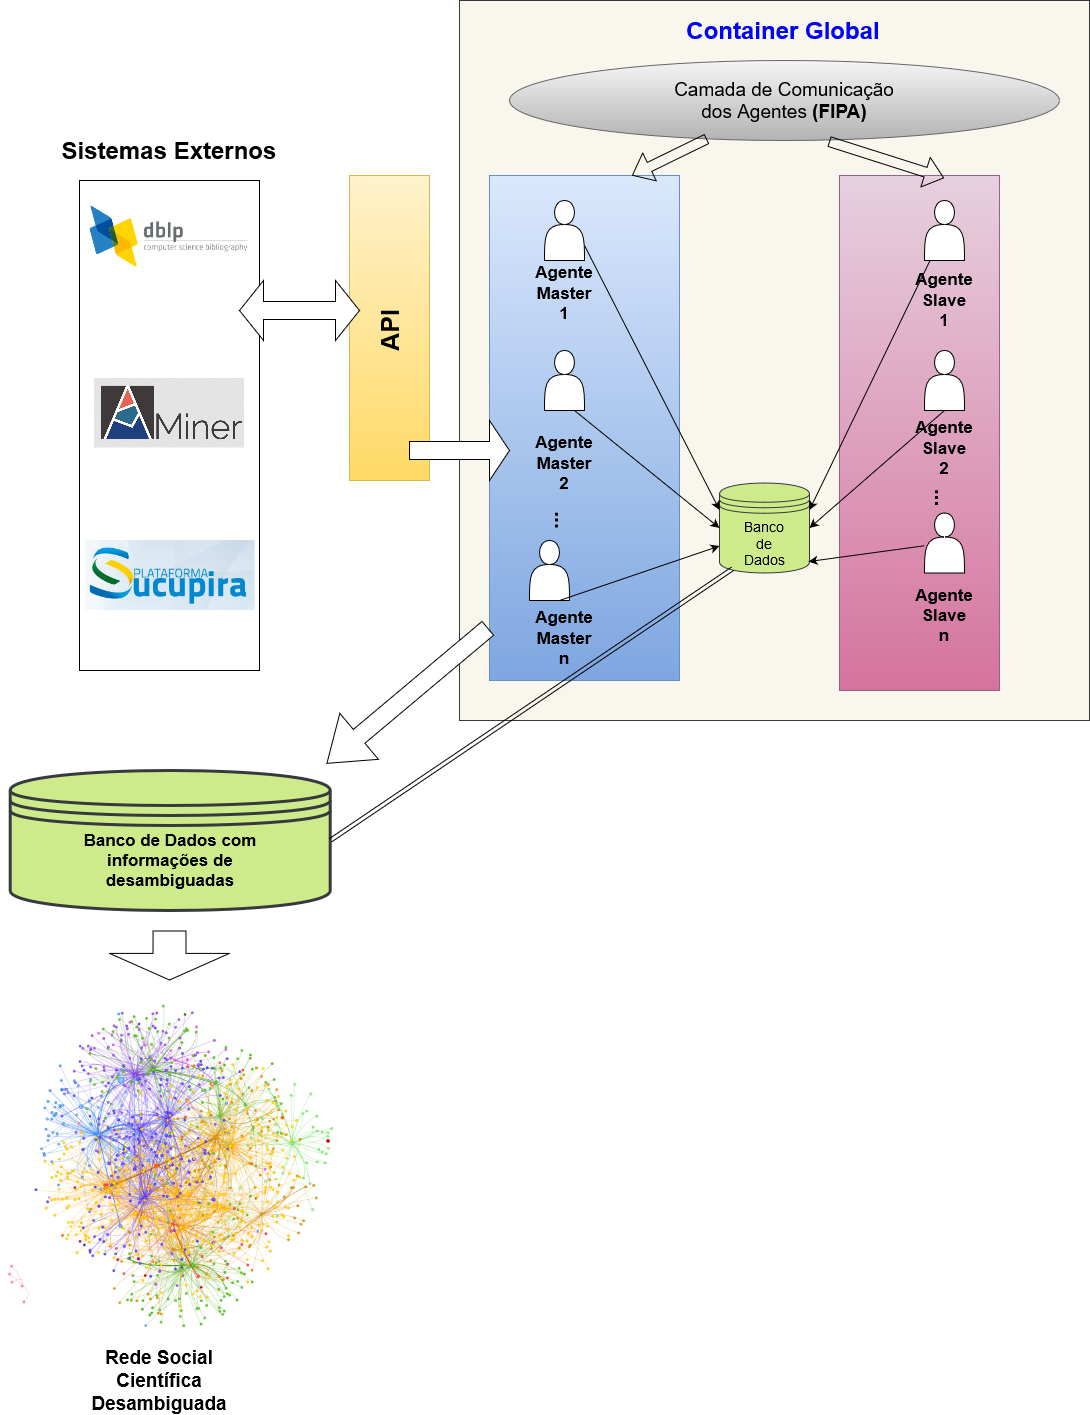 Container Global
Camada de Comunicação
dos Agentes (FIPA)
Sistemas Externos
dblp
computer science bibliography
AMiner
PLATAFORMA
Sucupira
API
Agente
Master
1
Agente
Master
2
...
Agente
Master
n
Banco
de
Dados
Agente
Slave
1
Agente
Slave
2
...
Agente
Slave
n
Banco de Dados com
informações de
desambiguadas
Rede Social
Científica
Desambiguada